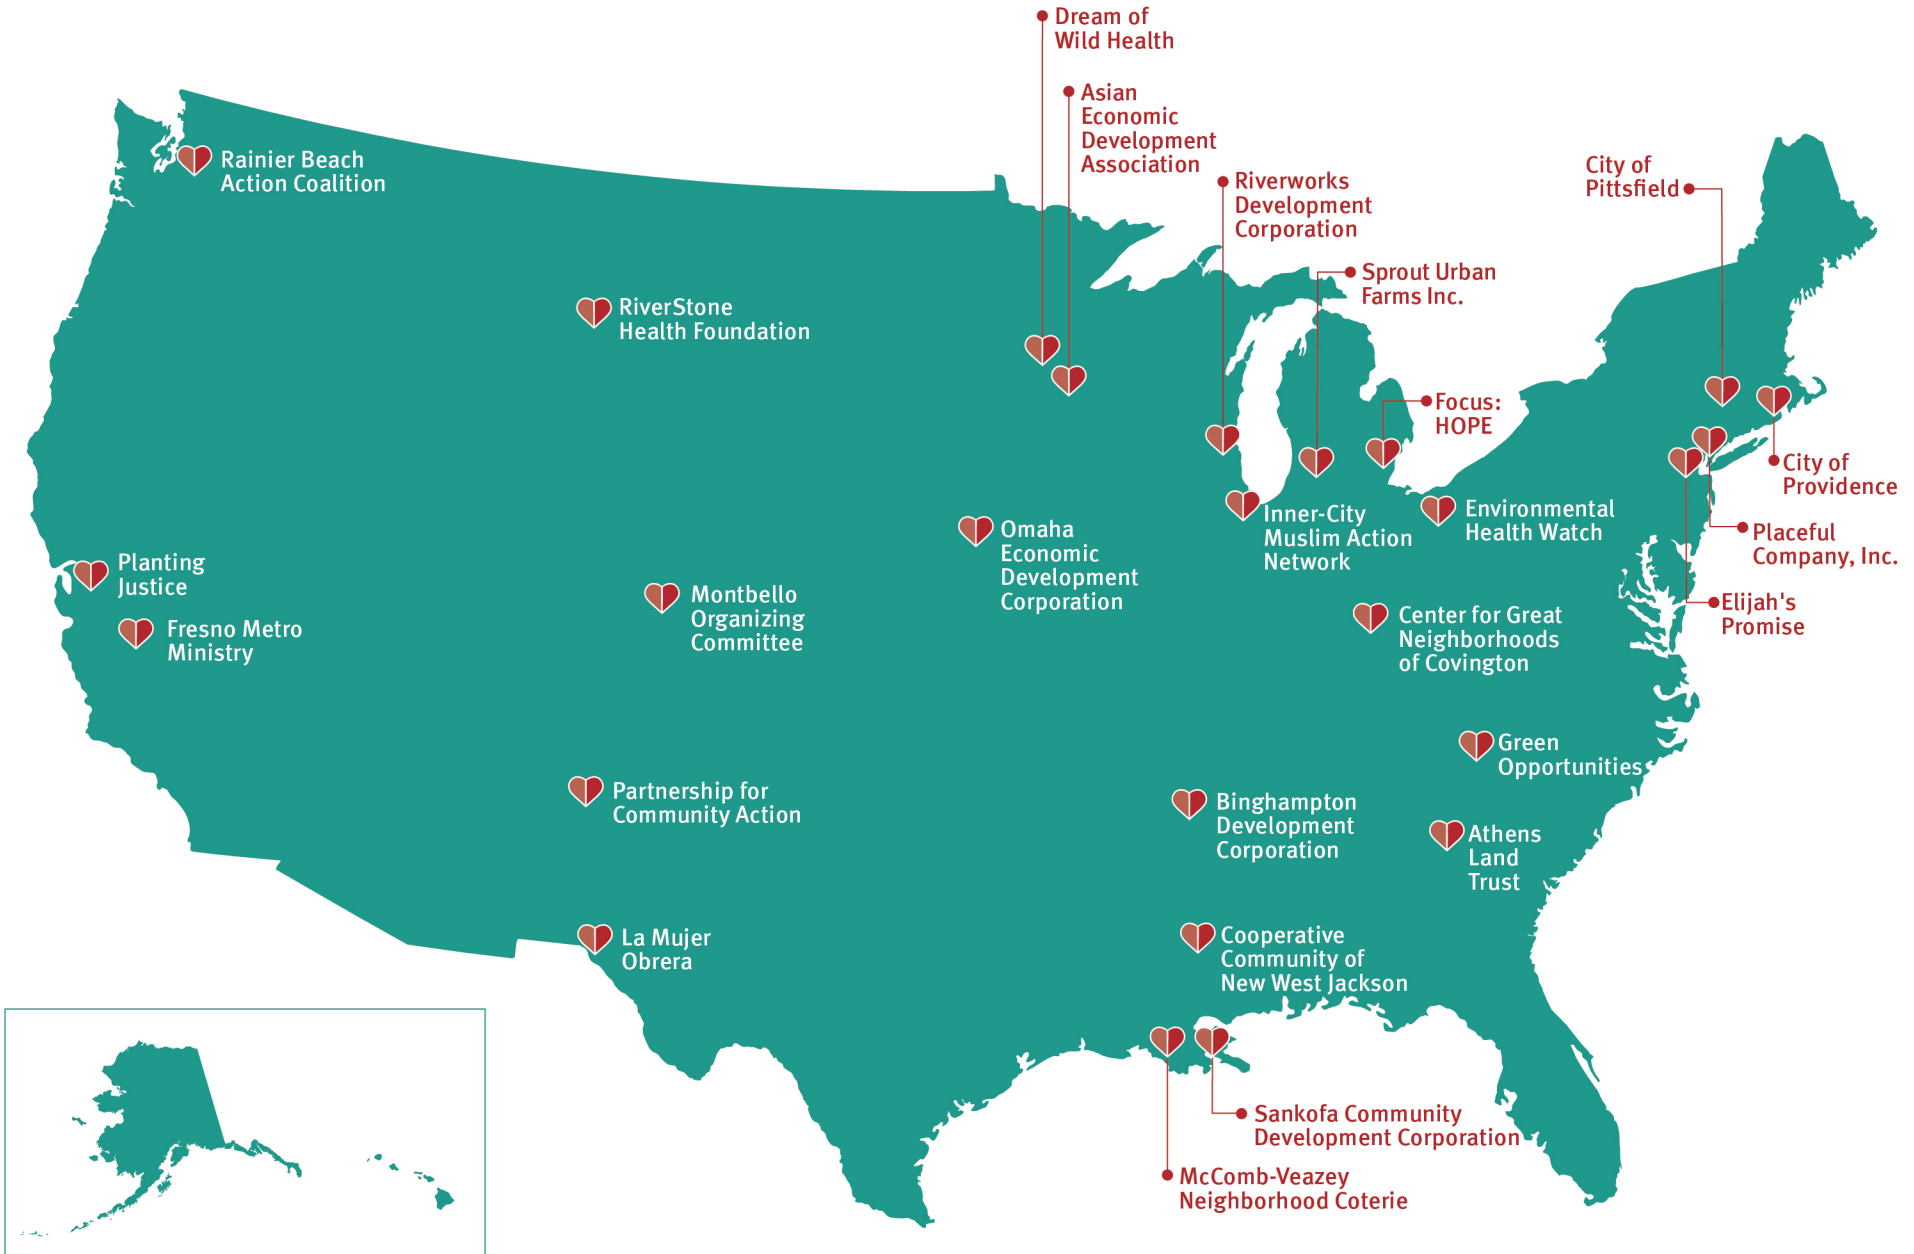 Dream of
Wild Health
Asian
Economic
Development
Association
Riverworks
Development
Corporation
City of
Pittsfield
Rainier Beach
Action Coalition
Sprout Urban
Farms Inc.
RiverStone
Health Foundation
Focus:
HOPE
City of
Providence
Inner-City
Muslim Action
Network
Environmental
Health Watch
Omaha
Economic
Development
Corporation
Placeful
Company, Inc.
Planting
Justice
Montbello
Organizing
Committee
Elijah's
Promise
Center for Great
Neighborhoods
of Covington
Fresno Metro
Ministry
Green
Opportunities
Partnership for
Community Action
Binghampton
Development
Corporation
Athens
Land
Trust
La Mujer
Obrera
Cooperative
Community of
New West Jackson
Sankofa Community
Development Corporation
McComb-Veazey
Neighborhood Coterie